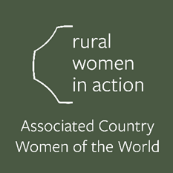 rural
women
in action
Associated Country
Women of the World